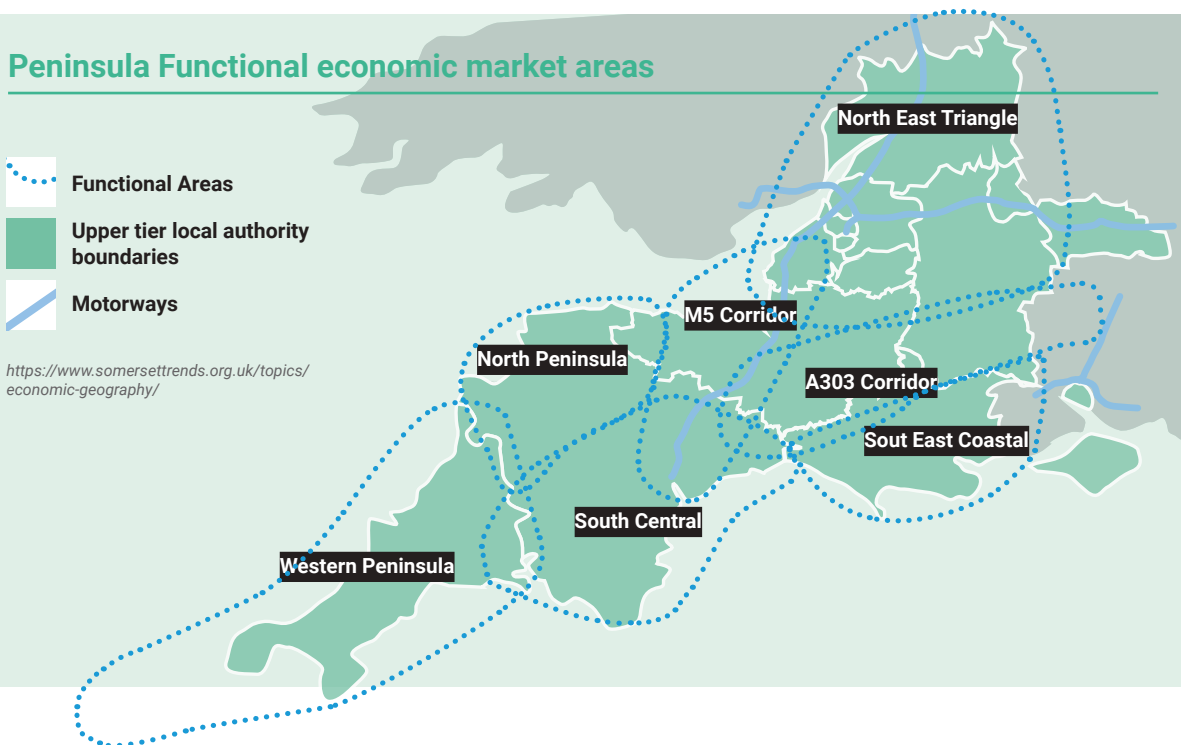 Peninsula Functional economic market areas
North East Triangle
Functional Areas
Upper tier local authority
boundaries
Motorways
M5 Corridor
North Peninsula
https://www.somersettrends.org.uk/topics/
economic-geography/
A303 Corridor
Sout East Coastal
South Central
Western Peninsula